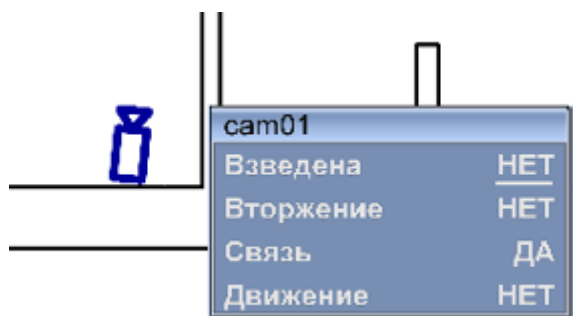 cam01
Взведена НЕТ
Вторжение НЕТ
Связь ДА
Движение НЕТ